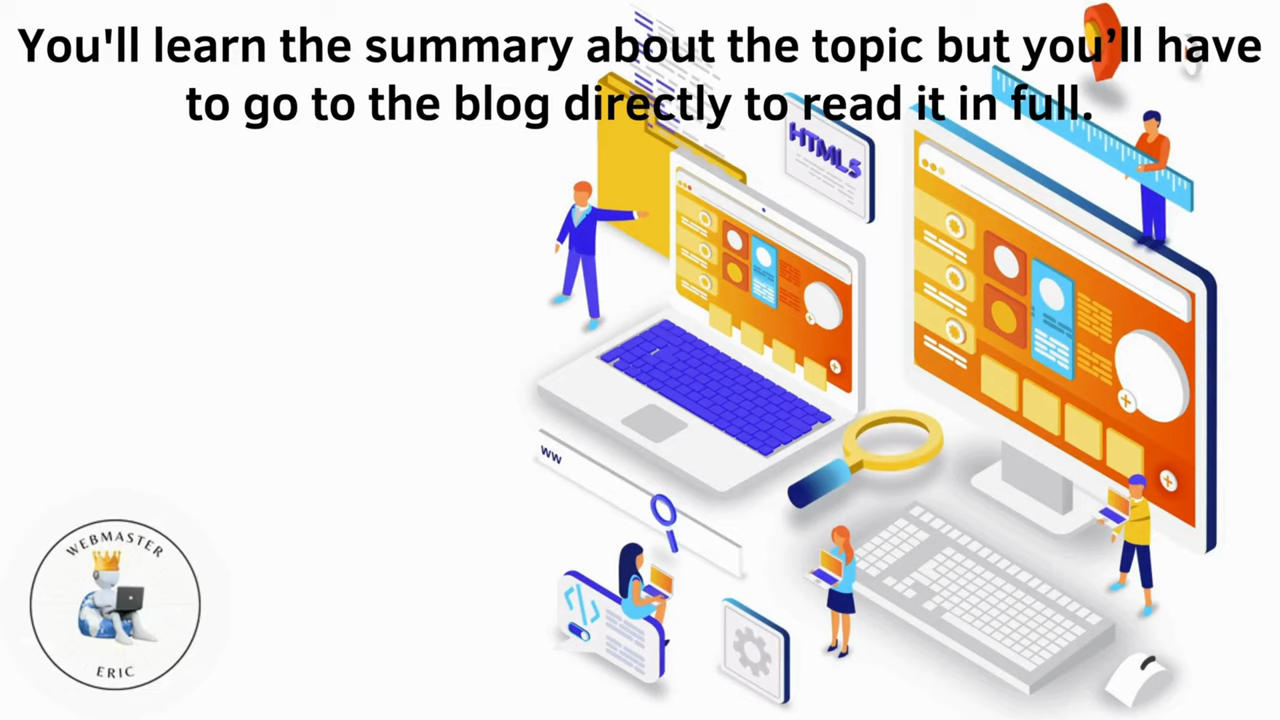 You'll learn the summary about the topic but you’ll have
to go to the blog directly to read it in full.
HTML5
WW
</>
WEBMASTER
ERIC